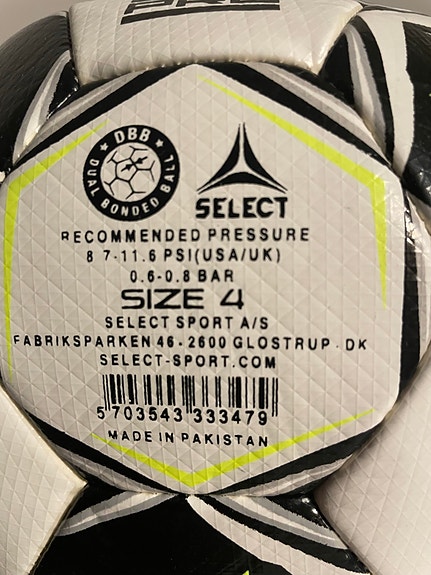 PRO
DBB
DUAL BONDED BALL
SELECT
RECOMMENDED PRESSURE
8 7-11.6 PSI(USA/UK)
0.6-0.8 BAR
SIZE 4
SELECT SPORT A/S
FABRIKSPARKEN 46 - 2600 GLOSTRUP - DK
SELECT-SPORT.COM
5 703543 333479
MADE IN PAKISTAN